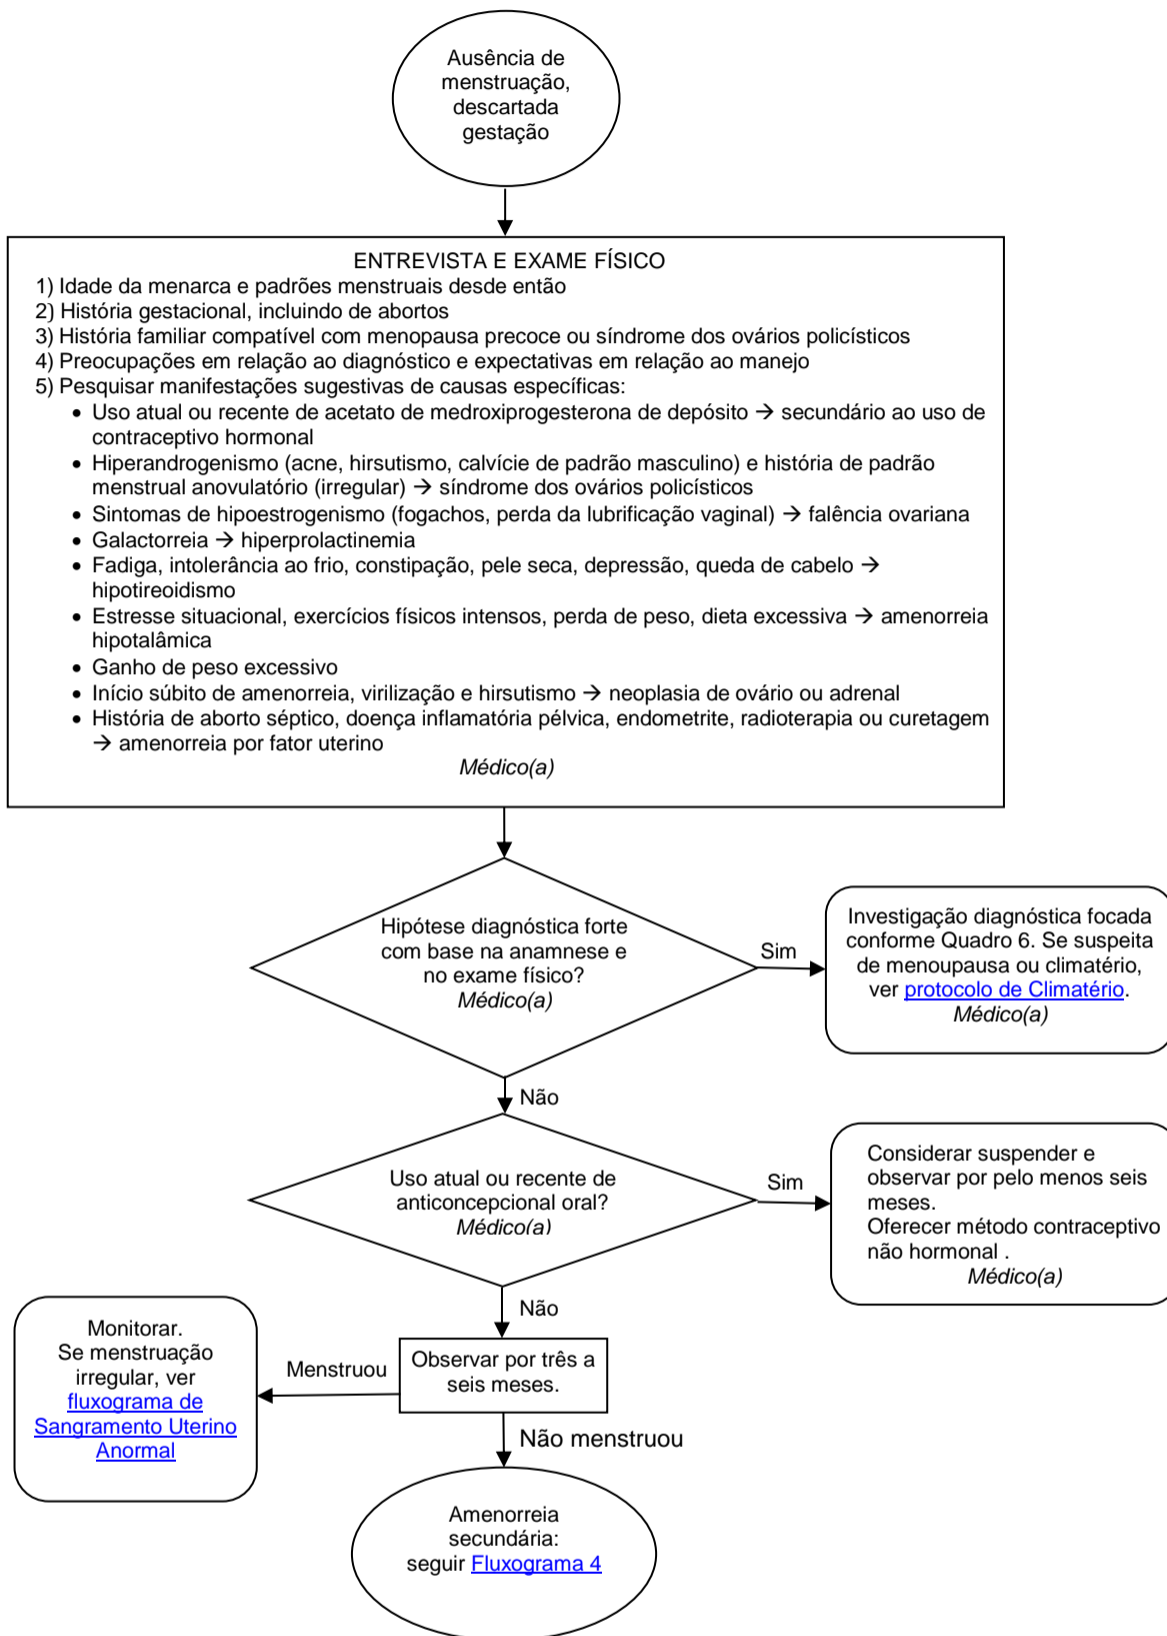 Ausência de
menstruação,
descartada
gestação
ENTREVISTA E EXAME FÍSICO
1) Idade da menarca e padrões menstruais desde então
2) História gestacional, incluindo de abortos
3) História familiar compatível com menopausa precoce ou síndrome dos ovários policísticos
4) Preocupações em relação ao diagnóstico e expectativas em relação ao manejo
5) Pesquisar manifestações sugestivas de causas específicas:
• Uso atual ou recente de acetato de medroxiprogesterona de depósito → secundário ao uso de
contraceptivo hormonal
• Hiperandrogenismo (acne, hirsutismo, calvície de padrão masculino) e história de padrão
menstrual anovulatório (irregular) → síndrome dos ovários policísticos
• Sintomas de hipoestrogenismo (fogachos, perda da lubrificação vaginal) → falência ovariana
• Galactorreia → hiperprolactinemia
• Fadiga, intolerância ao frio, constipação, pele seca, depressão, queda de cabelo →
hipotireoidismo
• Estresse situacional, exercícios físicos intensos, perda de peso, dieta excessiva → amenorreia
hipotalâmica
• Ganho de peso excessivo
• Início súbito de amenorreia, virilização e hirsutismo → neoplasia de ovário ou adrenal
• História de aborto séptico, doença inflamatória pélvica, endometrite, radioterapia ou curetagem
→ amenorreia por fator uterino
Médico(a)
Hipótese diagnóstica forte
com base na anamnese e
no exame físico?
Médico(a)
Sim
Investigação diagnóstica focada
conforme Quadro 6. Se suspeita
de menoupausa ou climatério,
ver protocolo de Climatério.
Médico(a)
Não
Uso atual ou recente de
anticoncepcional oral?
Médico(a)
Sim
Considerar suspender e
observar por pelo menos seis
meses.
Oferecer método contraceptivo
não hormonal .
Médico(a)
Não
Observar por três a
seis meses.
Menstruou
Monitorar.
Se menstruação
irregular, ver
fluxograma de
Sangramento Uterino
Anormal
Não menstruou
Amenorreia
secundária:
seguir Fluxograma 4